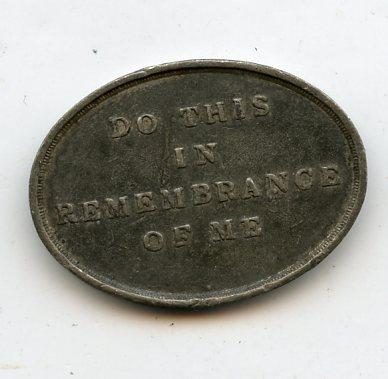 DO THIS
IN
REMEMBRANCE
OF ME